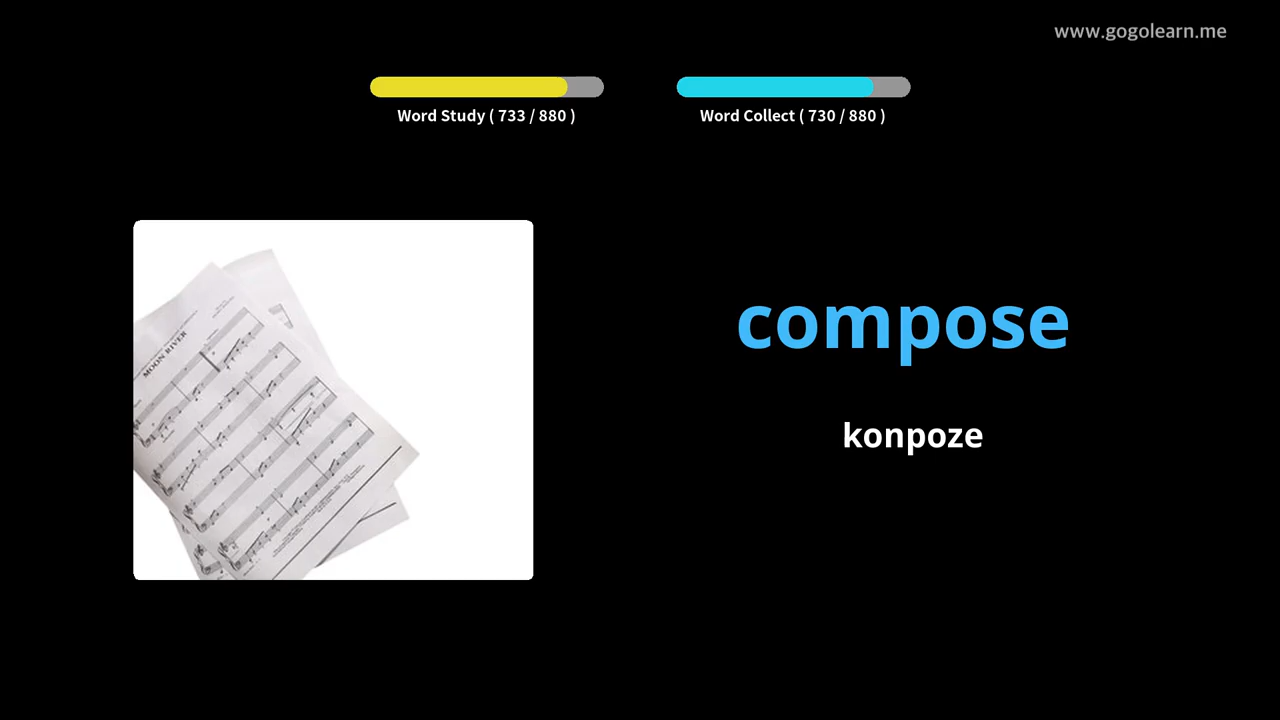 www.gogolearn.me
Word Study ( 733 / 880 )
Word Collect ( 730 / 880 )
MOON RIVER
compose
konpoze